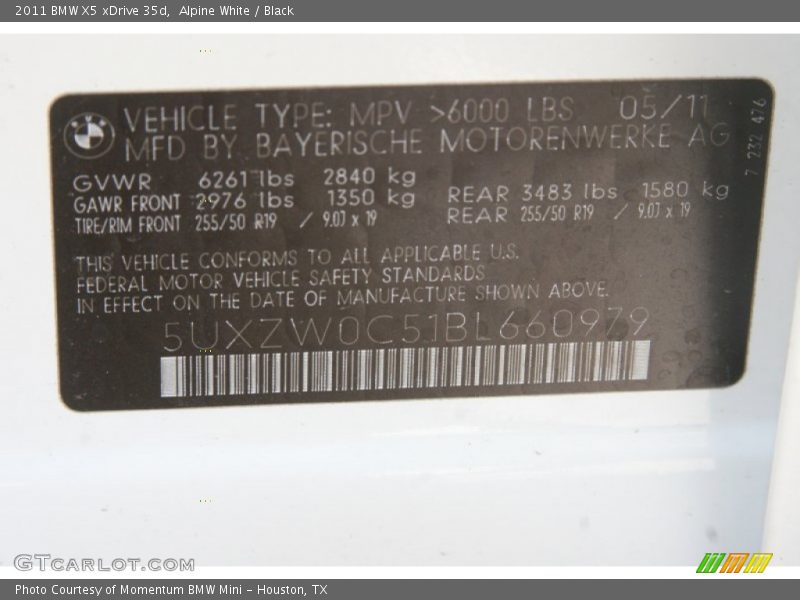 2011 BMW X5 xDrive 35d,  Alpine White / Black
VEHICLE TYPE: MPV >6000 LBS 05/11
MFD BY BAYERISCHE MOTORENWERKE AG
7 232 476
GVWR 6261 lbs 2840 kg
GAWR FRONT 2976 lbs 1350 kg REAR 3483 lbs 1580 kg
TIRE/RIM FRONT 255/50 R19 / 9.0J x 19 REAR 255/50 R19 / 9.0J x 19
THIS VEHICLE CONFORMS TO ALL APPLICABLE U.S.
FEDERAL MOTOR VEHICLE SAFETY STANDARDS
IN EFFECT ON THE DATE OF MANUFACTURE SHOWN ABOVE.
5UXZW0C51BL660979
GTCARLOT.COM
Photo Courtesy of Momentum BMW Mini - Houston, TX